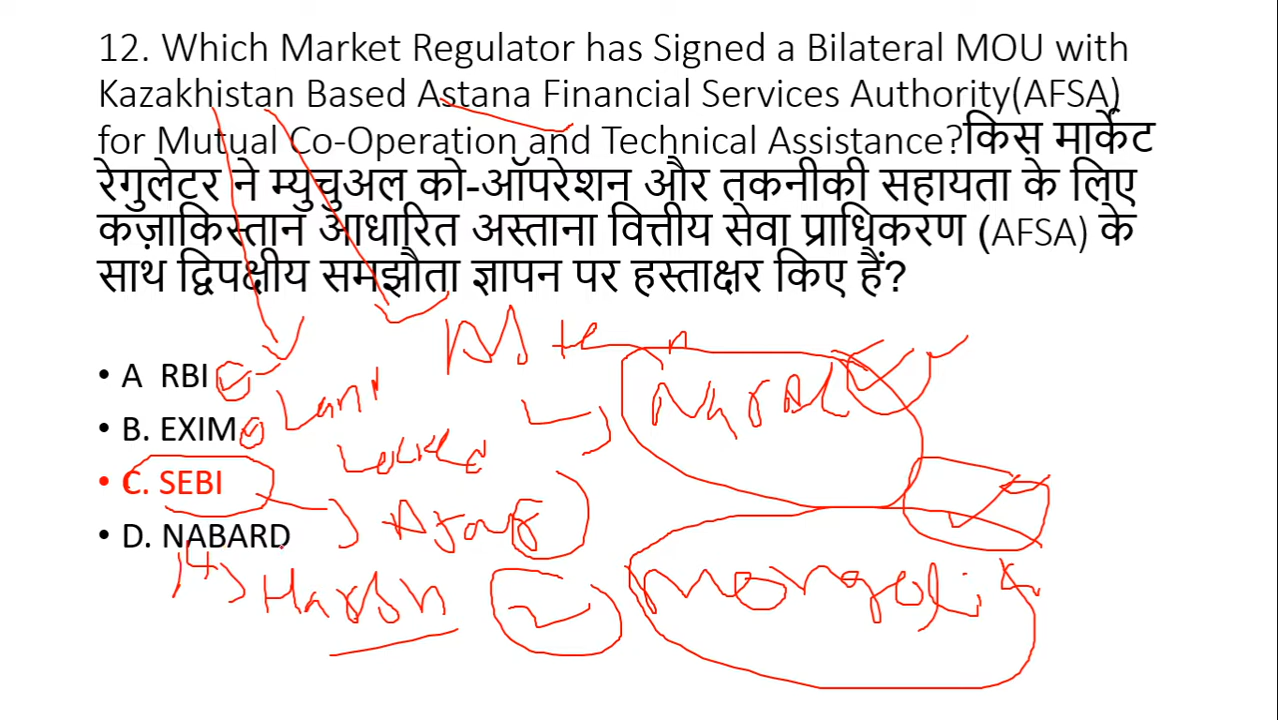 12. Which Market Regulator has Signed a Bilateral MOU with
Kazakhistan Based Astana Financial Services Authority(AFSA)
for Mutual Co-Operation and Technical Assistance?किस मार्केट
रेगुलेटर ने म्युचुअल को-ऑपरेशन और तकनीकी सहायता के लिए
कज़ाकिस्तान आधारित अस्ताना वित्तीय सेवा प्राधिकरण (AFSA) के
साथ द्विपक्षीय समझौता ज्ञापन पर हस्ताक्षर किए हैं?
• A RBI
• B. EXIM
• C. SEBI
• D. NABARD
Mongolia